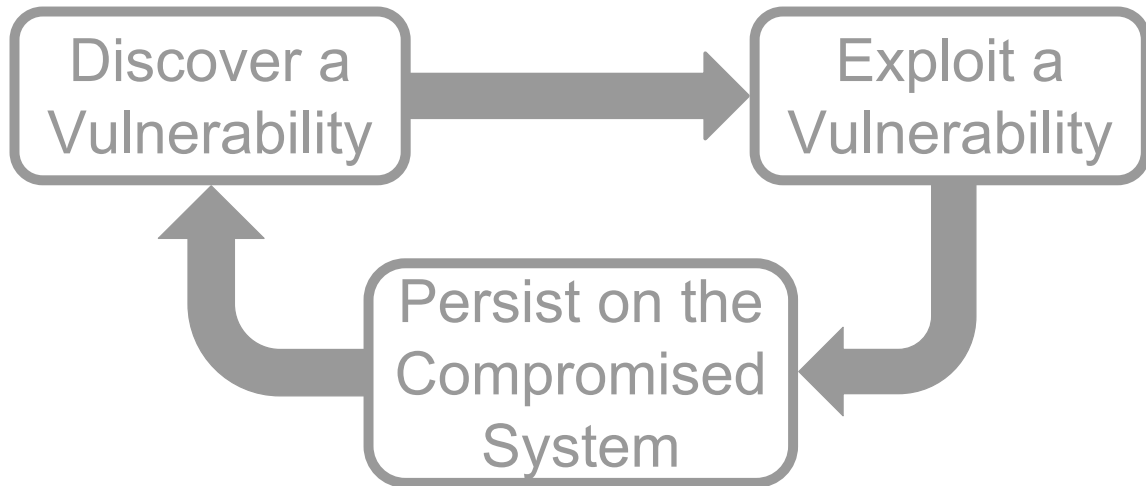 Discover a
Vulnerability
Exploit a
Vulnerability
Persist on the
Compromised
System